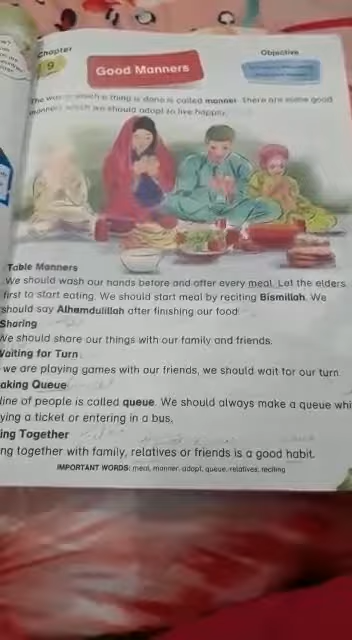 Chapter
9
Good Manners
Objective
The way in which a thing is done is called manner. There are some good
manners which we should adopt to live happily.
Table Manners
We should wash our hands before and after every meal. Let the elders
first to start eating. We should start meal by reciting Bismillah. We
should say Alhamdulillah after finishing our food
Sharing
We should share our things with our family and friends.
Waiting for Turn
we are playing games with our friends, we should wait for our turn.
aking Queue
line of people is called queue. We should always make a queue whi
ying a ticket or entering in a bus.
ing Together
ng together with family, relatives or friends is a good habit.
IMPORTANT WORDS: meal, manner, adopt, queue, relatives, reciting